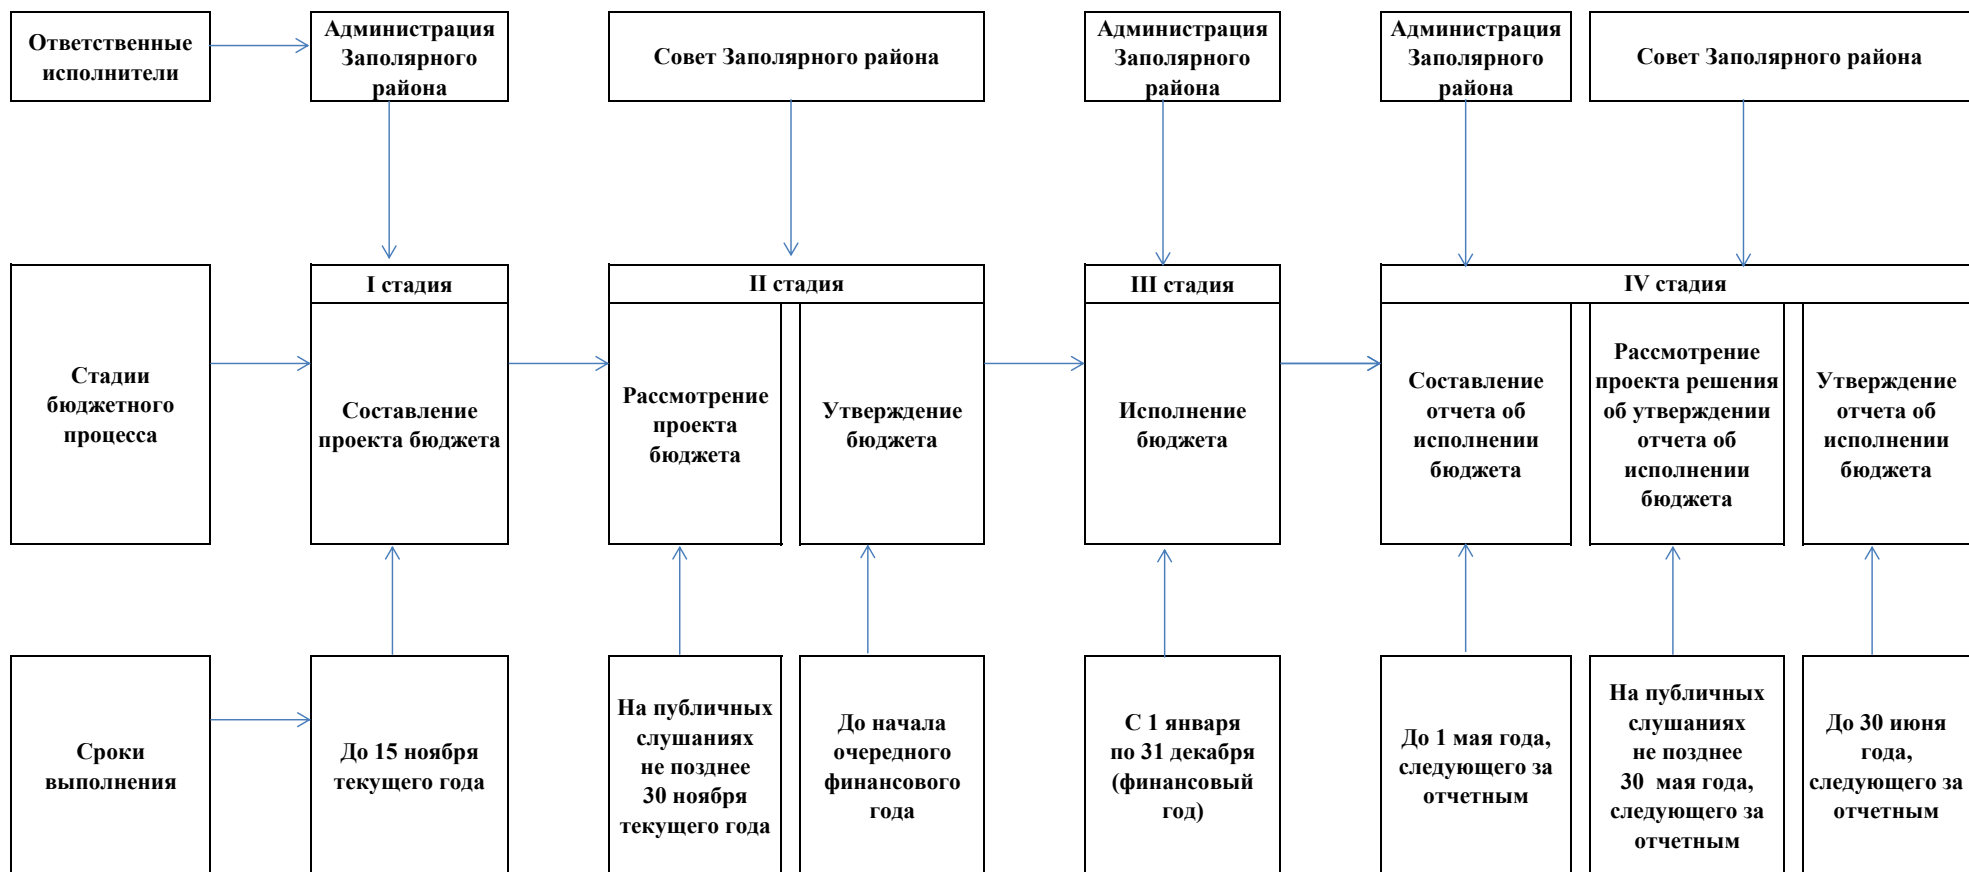 Ответственные
исполнители
Администрация
Заполярного
района
Совет Заполярного района
Администрация
Заполярного
района
Администрация
Заполярного
района
Совет Заполярного района
Стадии
бюджетного
процесса
I стадия
Составление
проекта бюджета
II стадия
Рассмотрение
проекта
бюджета
Утверждение
бюджета
III стадия
Исполнение
бюджета
IV стадия
Составление
отчета об
исполнении
бюджета
Рассмотрение
проекта решения
об утверждении
отчета об
исполнении
бюджета
Утверждение
отчета об
исполнении
бюджета
Сроки
выполнения
До 15 ноября
текущего года
На публичных
слушаниях
не позднее
30 ноября
текущего года
До начала
очередного
финансового
года
С 1 января
по 31 декабря
(финансовый
год)
До 1 мая года,
следующего за
отчетным
На публичных
слушаниях
не позднее
30 мая года,
следующего за
отчетным
До 30 июня
года,
следующего за
отчетным